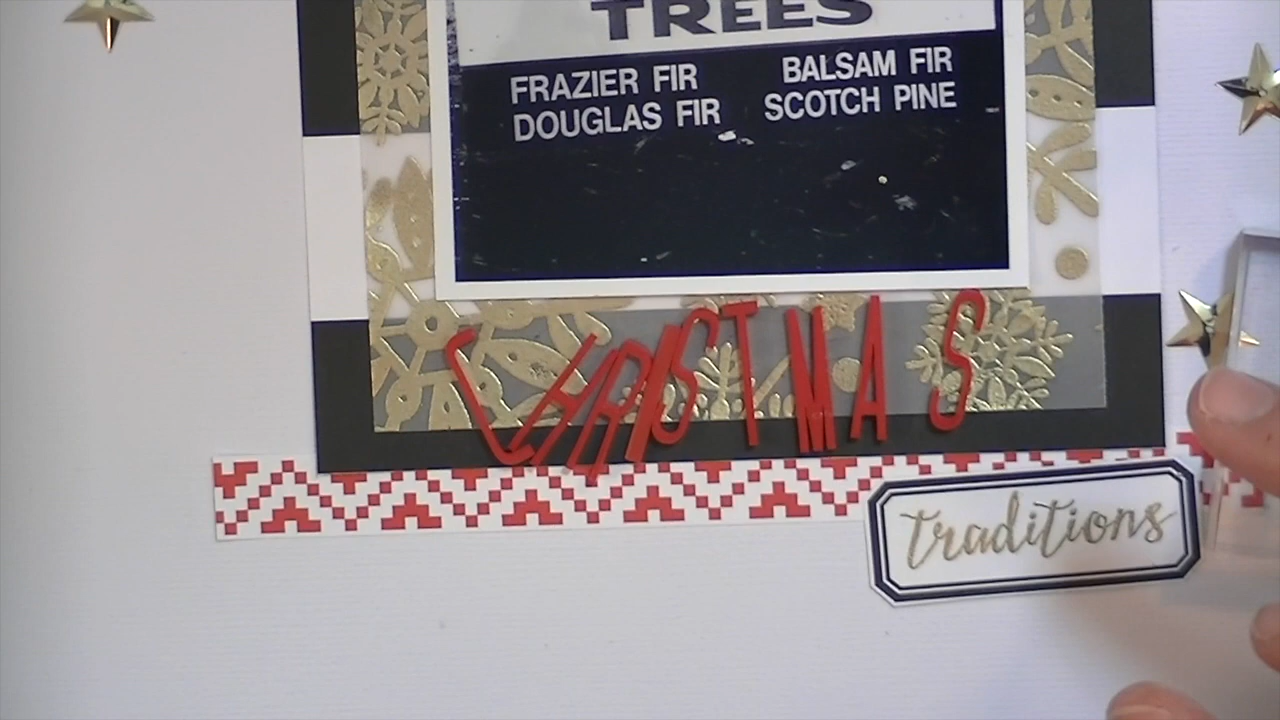 TREES
FRAZIER FIR BALSAM FIR
DOUGLAS FIR SCOTCH PINE
CHRISTMAS
traditions